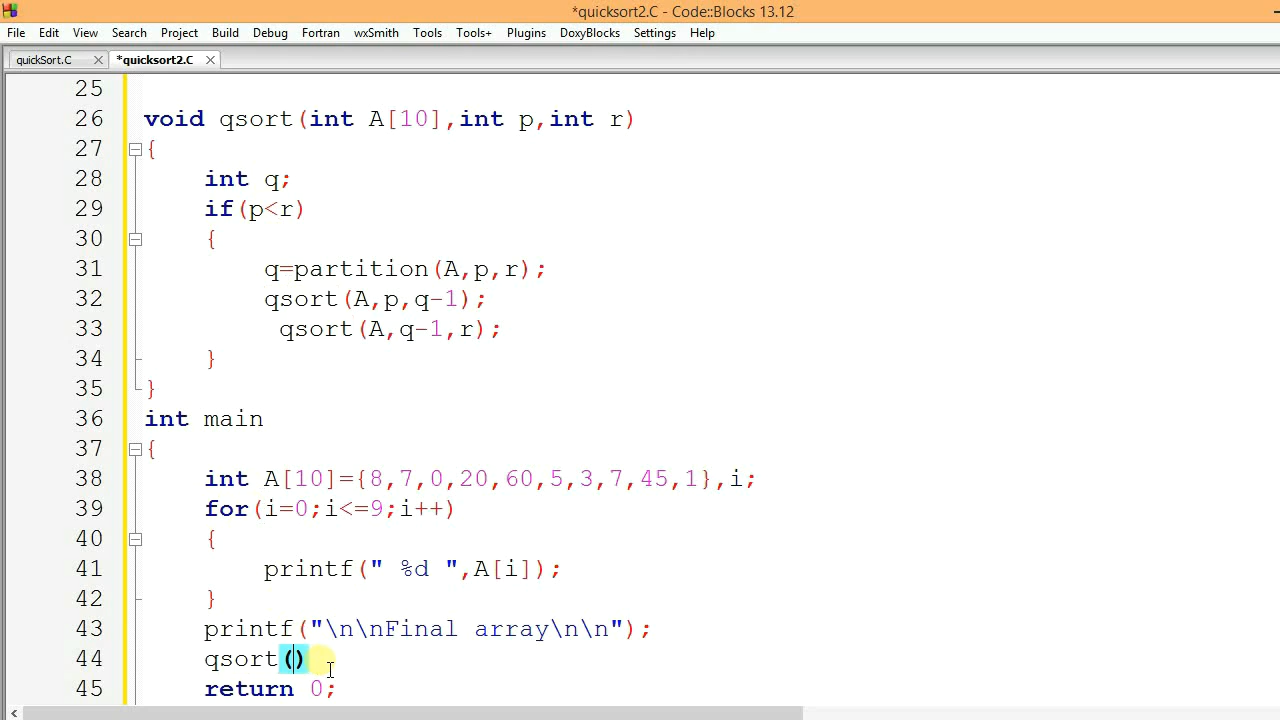 *quicksort2.C - Code::Blocks 13.12
File Edit View Search Project Build Debug Fortran wxSmith Tools Tools+ Plugins DoxyBlocks Settings Help
quickSort.C *quicksort2.C
25
26 void qsort(int A[10],int p,int r)
27 {
28 int q;
29 if(p<r)
30 {
31 q=partition(A,p,r);
32 qsort(A,p,q-1);
33 qsort(A,q-1,r);
34 }
35 }
36 int main
37 {
38 int A[10]={8,7,0,20,60,5,3,7,45,1},i;
39 for(i=0;i<=9;i++)
40 {
41 printf(" %d ",A[i]);
42 }
43 printf("\n\nFinal array\n\n");
44 qsort()
45 return 0;